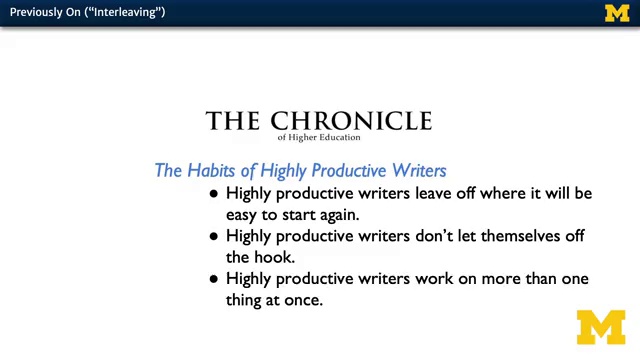 Previously On (“Interleaving”)
M
THE CHRONICLE
of Higher Education
The Habits of Highly Productive Writers
● Highly productive writers leave off where it will be
easy to start again.
● Highly productive writers don’t let themselves off
the hook.
● Highly productive writers work on more than one
thing at once.
M